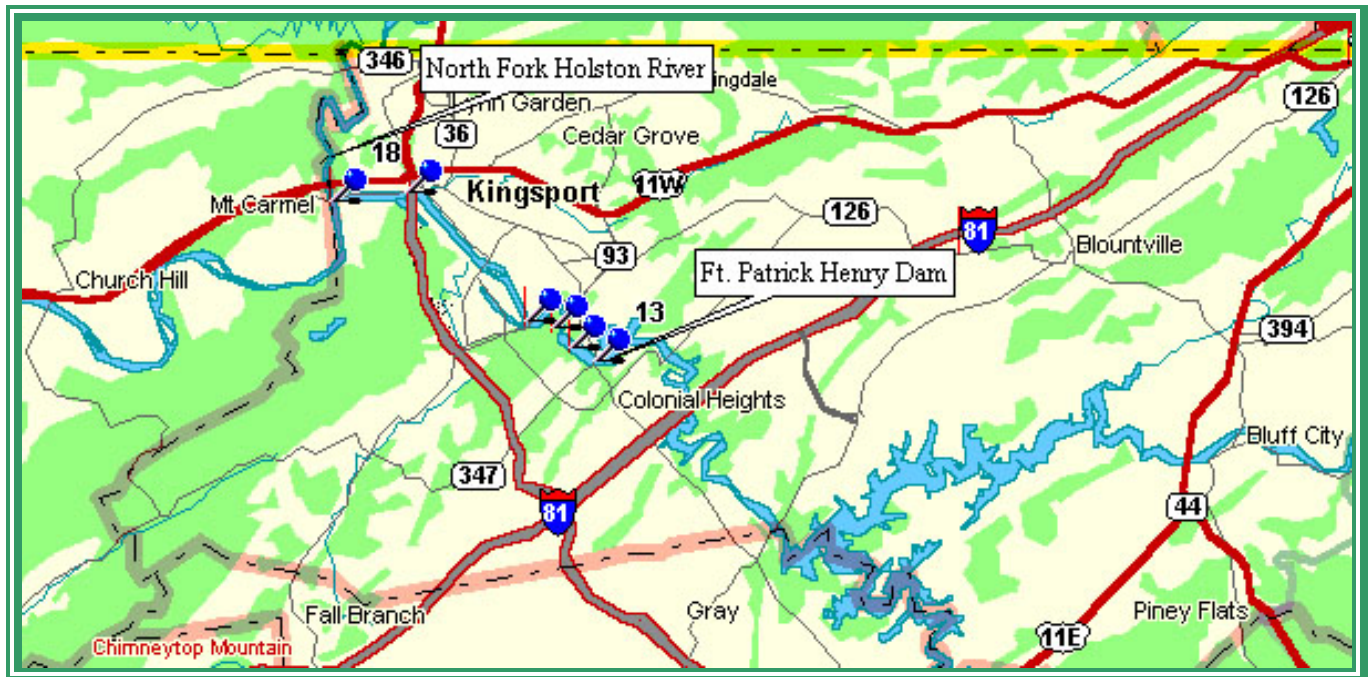 346
North Fork Holston River
ingdale
nn Garden
126
36
Cedar Grove
18
Kingsport
11W
Mt Carmel
126
81
Blountville
93
Church Hill
Ft. Patrick Henry Dam
13
394
Colonial Heights
Bluff City
347
81
44
Fall Branch
Gray
Piney Flats
11E
Chimneytop Mountain